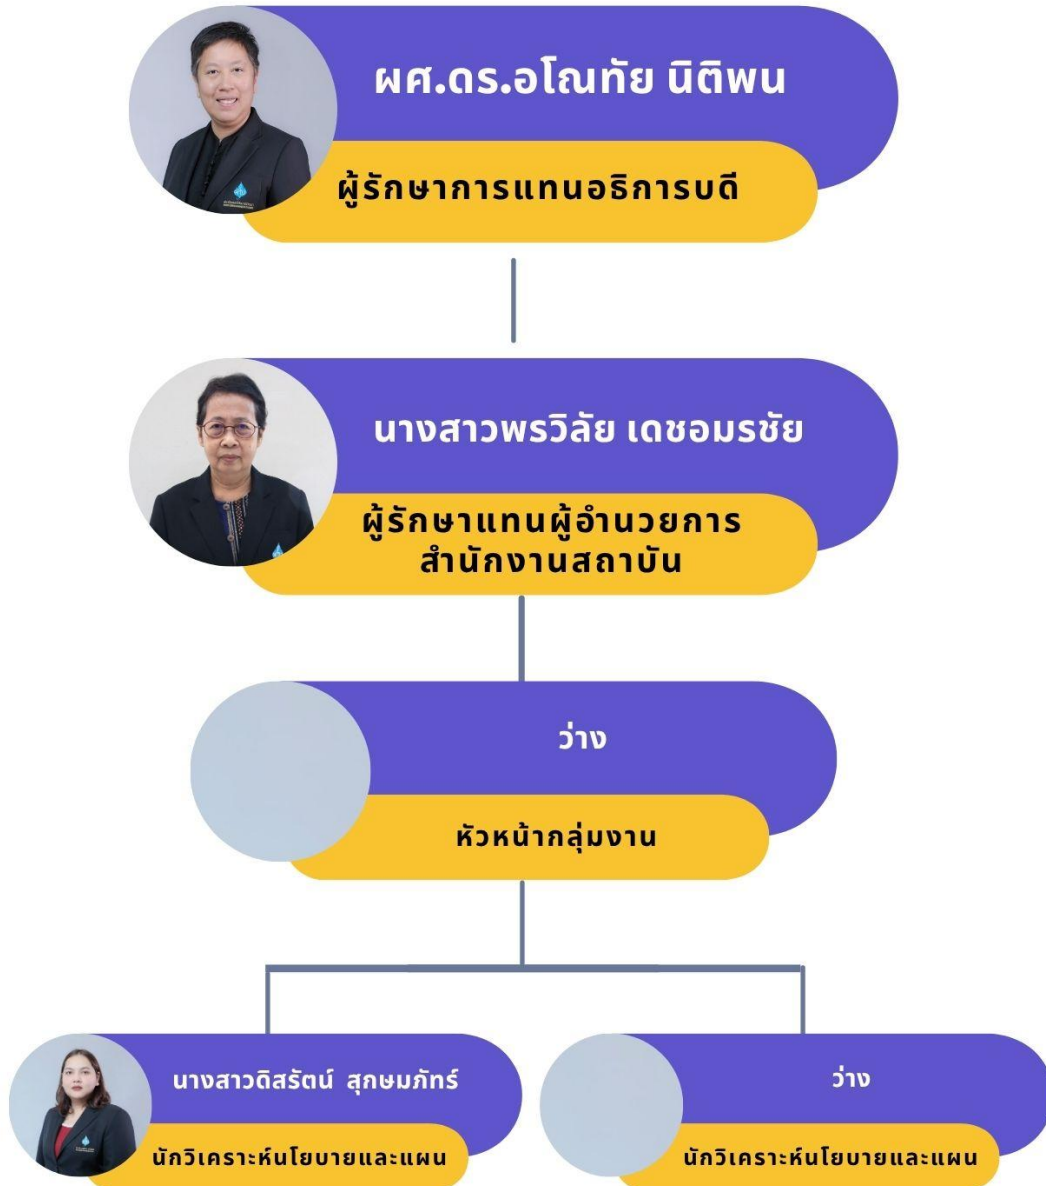 ผศ.ดร.อโณทัย นิติพน
ผู้รักษาการแทนอธิการบดี
นางสาวพรวิลัย เดชอมรชัย
ผู้รักษาแทนผู้อำนวยการ
สำนักงานสถาบัน
ว่าง
หัวหน้ากลุ่มงาน
นางสาวดิสรัตน์ สุกษมภัทร์
นักวิเคราะห์นโยบายและแผน
ว่าง
นักวิเคราะห์นโยบายและแผน